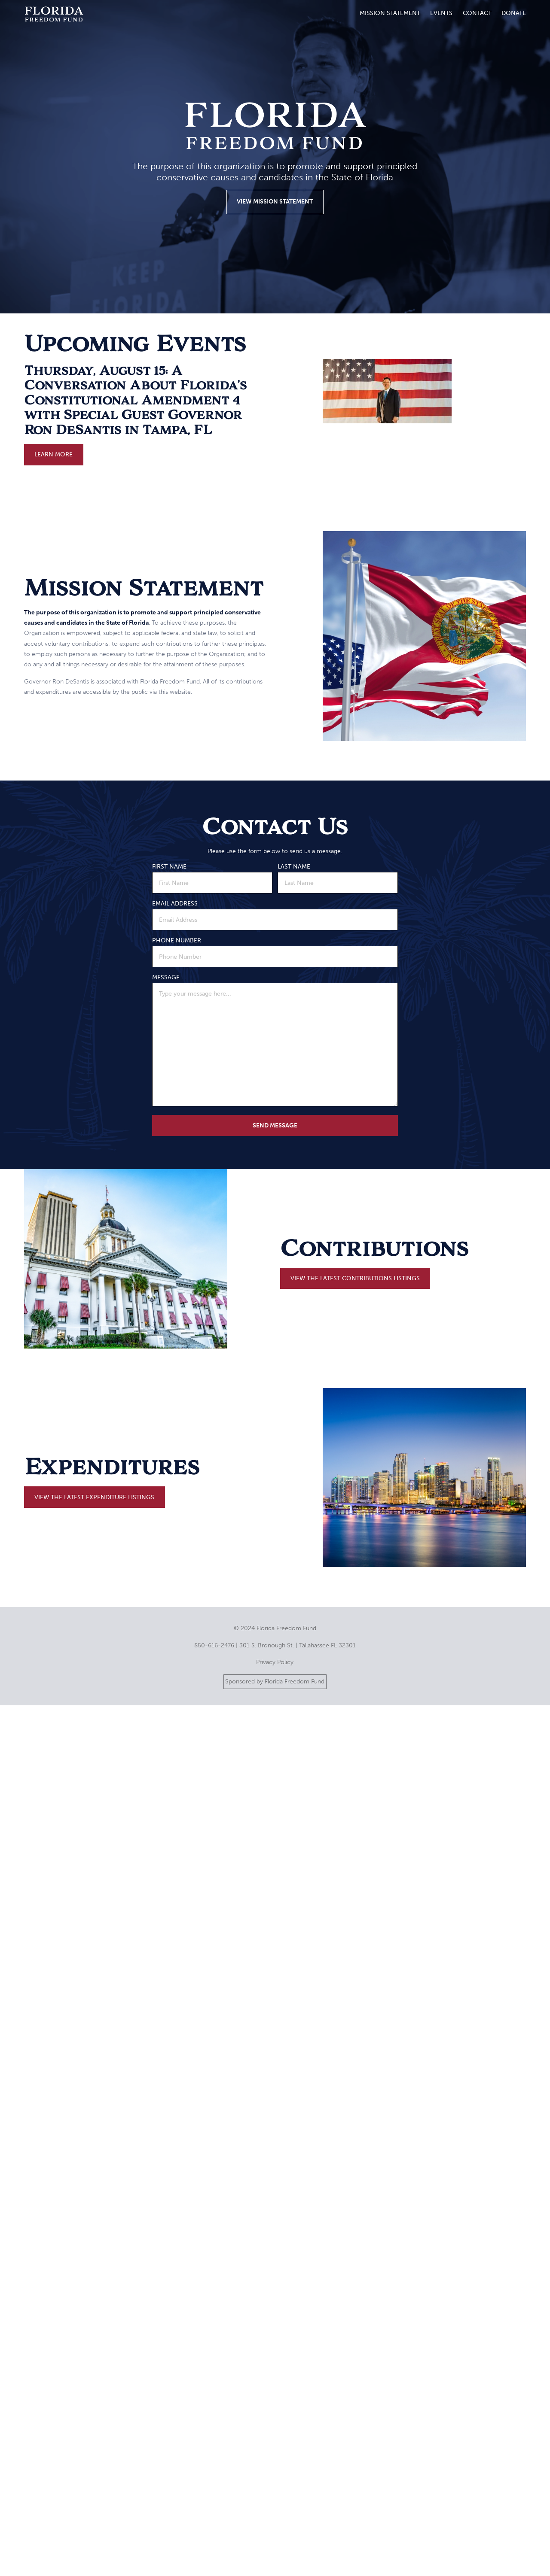 FLORIDA
FREEDOM FUND
MISSION STATEMENT
EVENTS
CONTACT
DONATE
FLORIDA
FREEDOM FUND
The purpose of this organization is to promote and support principled
conservative causes and candidates in the State of Florida
VIEW MISSION STATEMENT
KEEP
FLORIDA
Upcoming Events
Thursday, August 15: A
Conversation About Florida's
Constitutional Amendment 4
with Special Guest Governor
Ron DeSantis in Tampa, FL
LEARN MORE
Mission Statement
The purpose of this organization is to promote and support principled conservative
causes and candidates in the State of Florida. To achieve these purposes, the
Organization is empowered, subject to applicable federal and state law, to solicit and
accept voluntary contributions; to expend such contributions to further these principles;
to employ such persons as necessary to further the purpose of the Organization; and to
do any and all things necessary or desirable for the attainment of these purposes.
Governor Ron DeSantis is associated with Florida Freedom Fund. All of its contributions
and expenditures are accessible by the public via this website.
Contact Us
Please use the form below to send us a message.
FIRST NAME
LAST NAME
First Name
Last Name
EMAIL ADDRESS
Email Address
PHONE NUMBER
Phone Number
MESSAGE
Type your message here...
SEND MESSAGE
Contributions
VIEW THE LATEST CONTRIBUTIONS LISTINGS
Expenditures
VIEW THE LATEST EXPENDITURE LISTINGS
© 2024 Florida Freedom Fund
850-616-2476 | 301 S. Bronough St. | Tallahassee FL 32301
Privacy Policy
Sponsored by Florida Freedom Fund